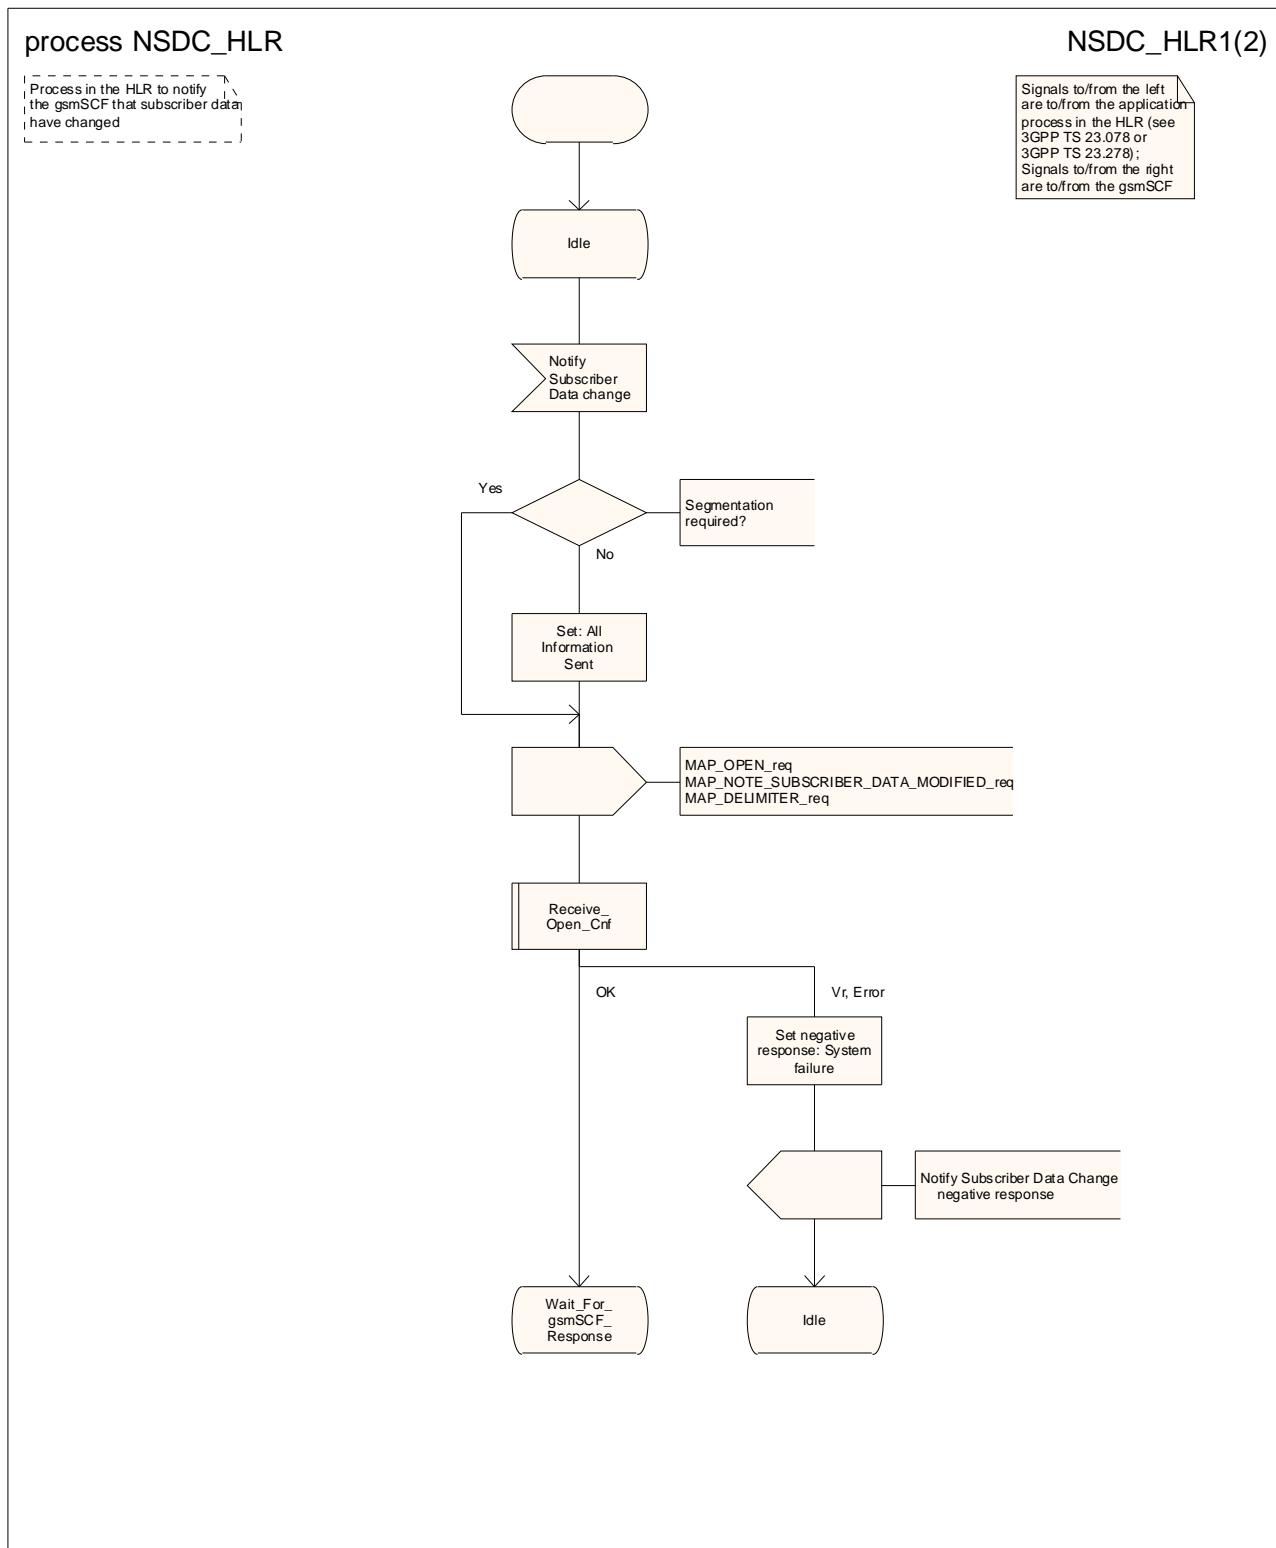 process NSDC_HLR
NSDC_HLR1(2)
Process in the HLR to notify
the gsmSCF that subscriber data
have changed
Signals to/from the left
are to/from the application
process in the HLR (see
3GPP TS 23.078 or
3GPP TS 23.278);
Signals to/from the right
are to/from the gsmSCF
Idle
Notify
Subscriber
Data change
Yes
Segmentation
required?
No
Set: All
Information
Sent
MAP_OPEN_req
MAP_NOTE_SUBSCRIBER_DATA_MODIFIED_req
MAP_DELIMITER_req
Receive_
Open_Cnf
OK
Vr, Error
Set negative
response: System
failure
Notify Subscriber Data Change
negative response
Wait_For_
gsmSCF_
Response
Idle